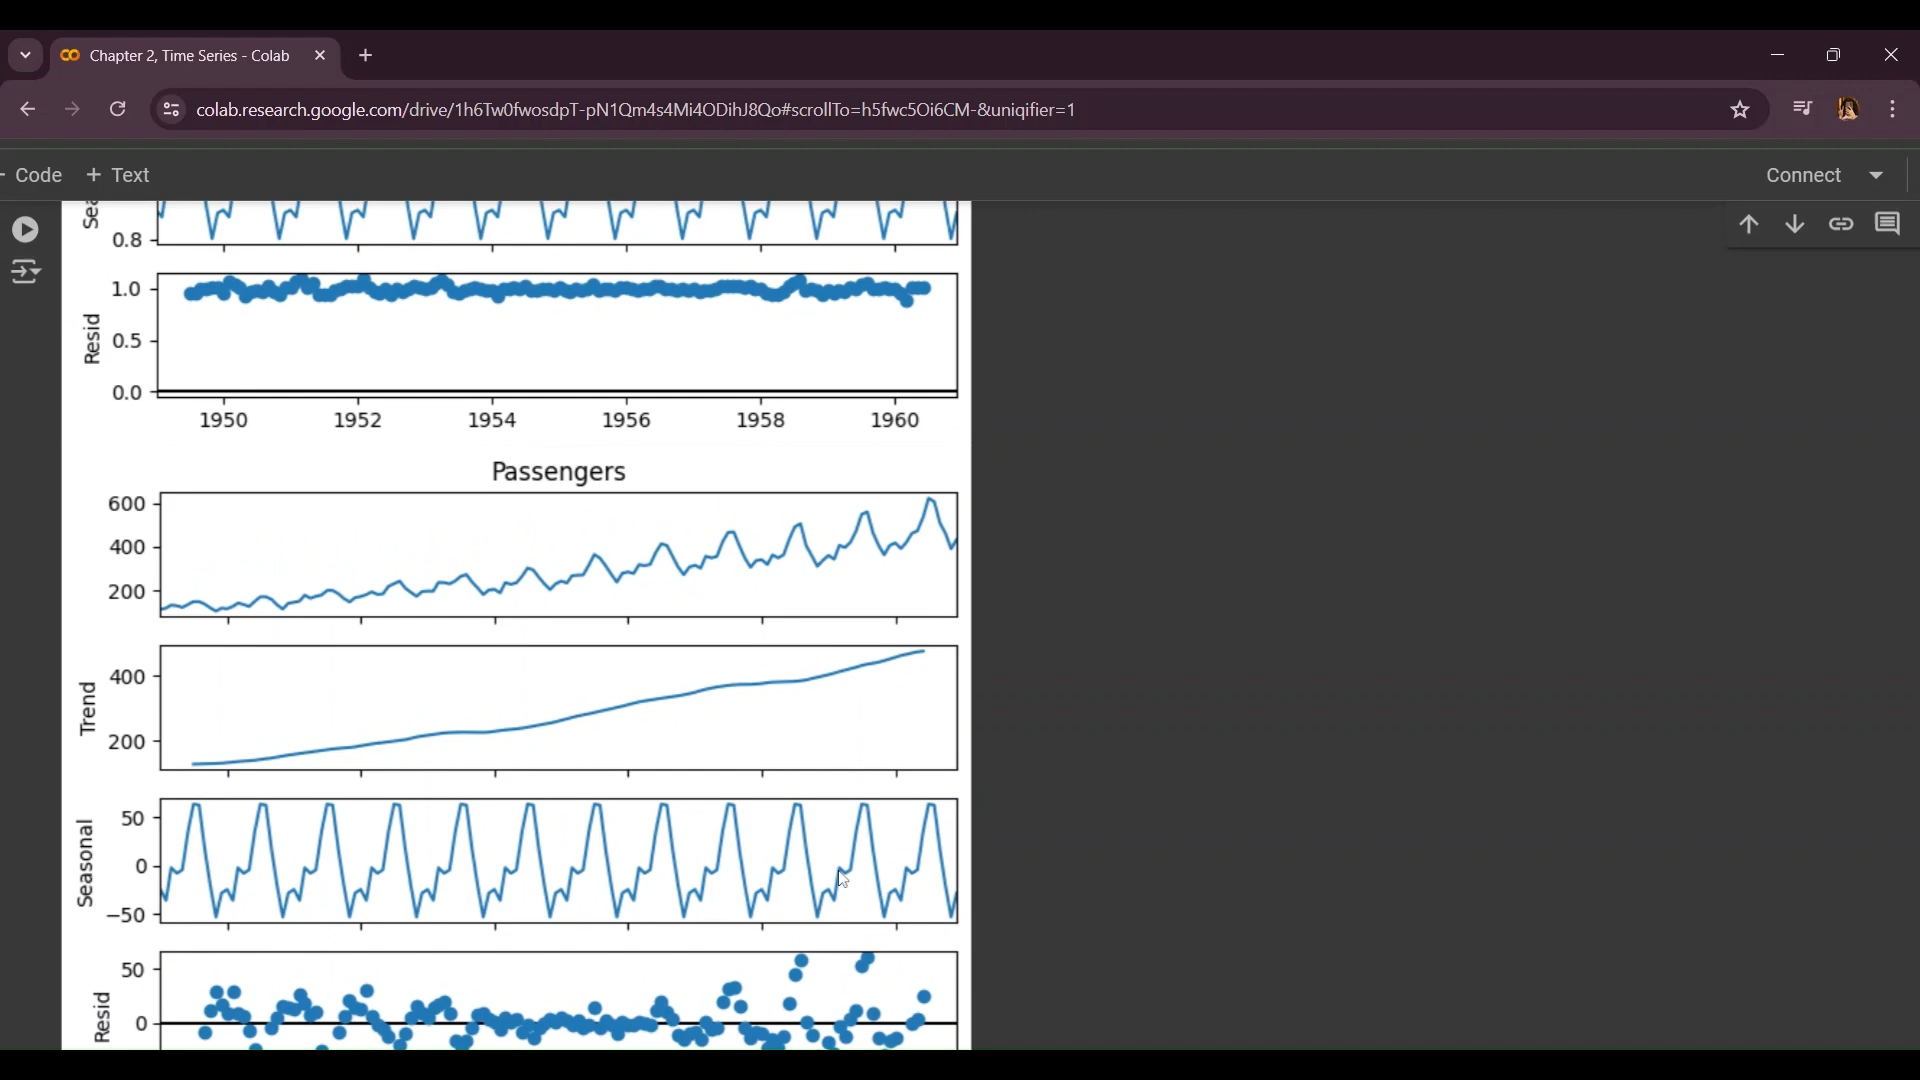 Chapter 2, Time Series - Colab
colab.research.google.com/drive/1h6Tw0fwosdpT-pN1Qm4s4Mi4ODihJ8Qo#scrollTo=h5fwc5Oi6CM-&uniqifier=1
Code + Text
Connect
Sea
0.8
1.0
Resid
0.5
0.0
1950 1952 1954 1956 1958 1960
Passengers
600
400
200
Trend
400
200
Seasonal
50
0
−50
Resid
50
0